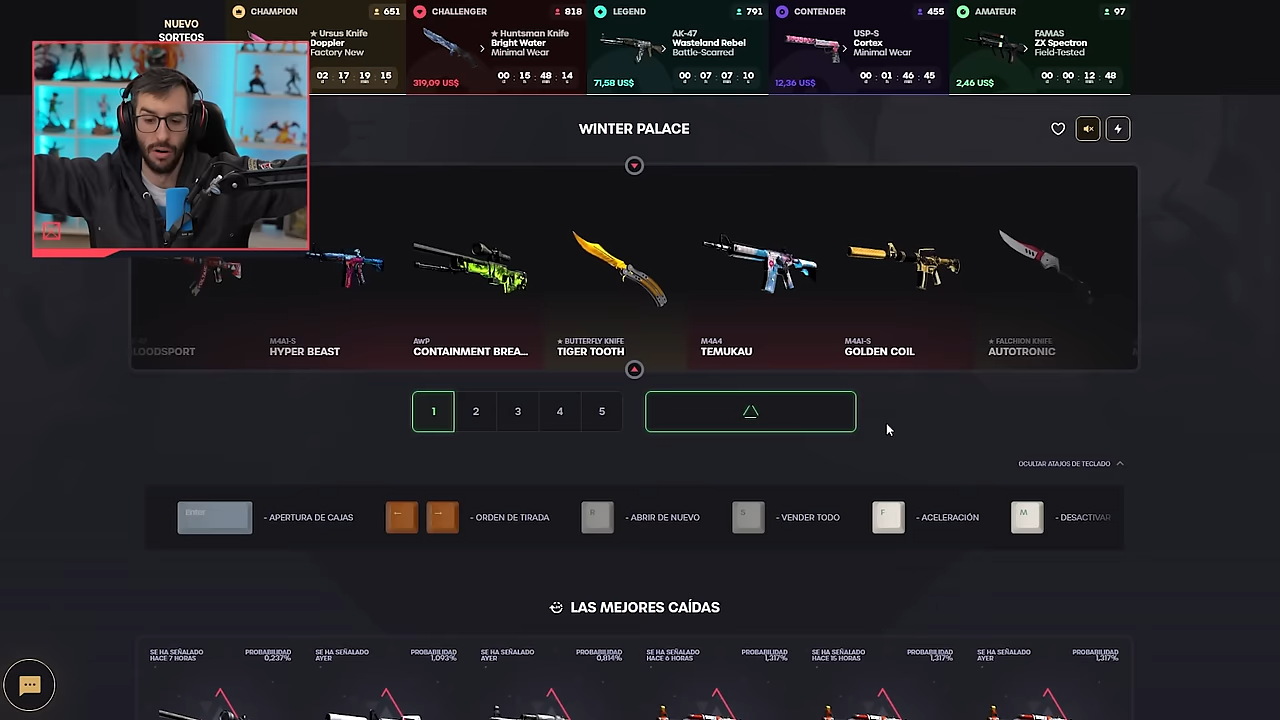 NUEVO
SORTEOS
CHAMPION
651
★ Ursus Knife
Doppler
Factory New
02 17 19 15
CHALLENGER
818
★ Huntsman Knife
Bright Water
Minimal Wear
319,09 US$
00 15 48 14
LEGEND
791
AK-47
Wasteland Rebel
Battle-Scarred
71,58 US$
00 07 07 10
CONTENDER
455
USP-S
Cortex
Minimal Wear
12,36 US$
00 01 46 45
AMATEUR
97
FAMAS
ZX Spectron
Field-Tested
2,46 US$
00 00 12 48
WINTER PALACE
LOODSPORT
M4A1-S
HYPER BEAST
AWP
CONTAINMENT BREA...
★ BUTTERFLY KNIFE
TIGER TOOTH
M4A4
TEMUKAU
M4A1-S
GOLDEN COIL
★ FALCHION KNIFE
AUTOTRONIC
1 2 3 4 5
OCULTAR ATAJOS DE TECLADO
- APERTURA DE CAJAS
← → - ORDEN DE TIRADA
R - ABRIR DE NUEVO
S - VENDER TODO
F - ACELERACIÓN
M - DESACTIVAR
LAS MEJORES CAÍDAS
SE HA SEÑALADO
HACE 7 HORAS
PROBABILIDAD
0,237%
SE HA SEÑALADO
AYER
PROBABILIDAD
1,093%
SE HA SEÑALADO
AYER
PROBABILIDAD
0,814%
SE HA SEÑALADO
HACE 6 HORAS
PROBABILIDAD
1,317%
SE HA SEÑALADO
HACE 15 HORAS
PROBABILIDAD
1,317%
SE HA SEÑALADO
AYER
PROBABILIDAD
1,317%